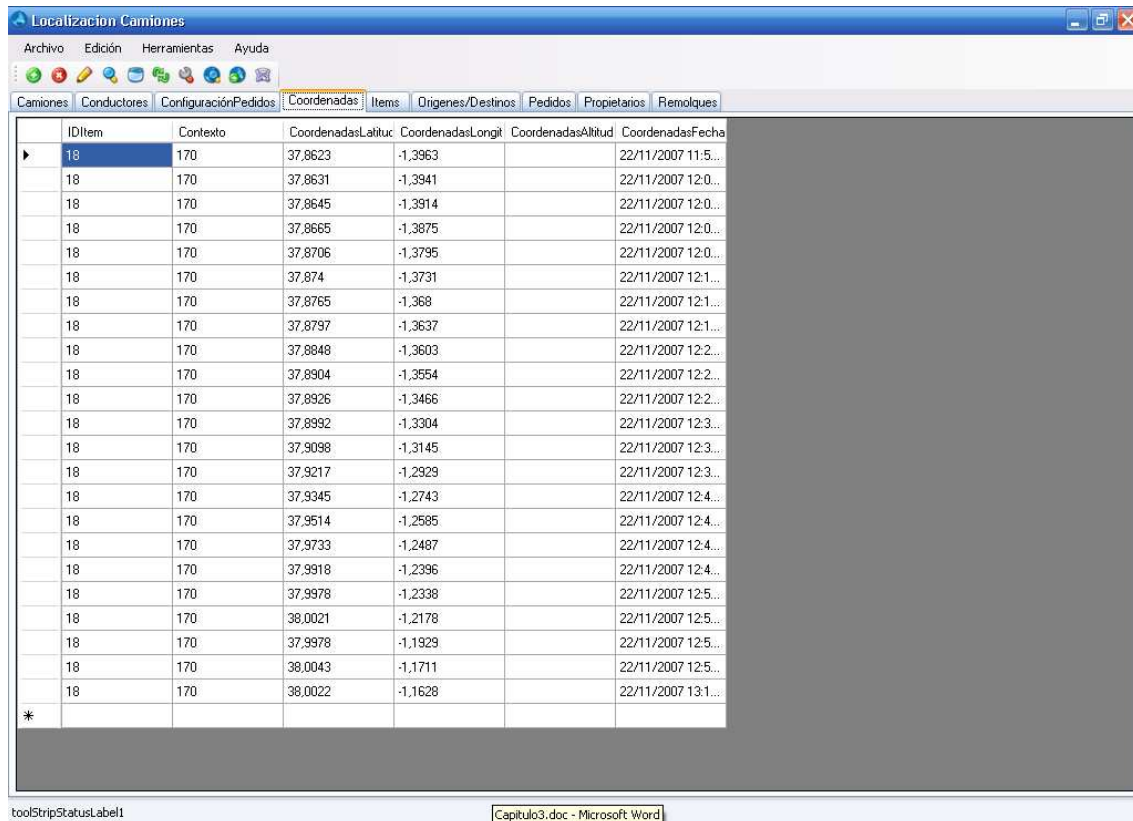 Localizacion Camiones
Archivo Edición Herramientas Ayuda
Camiones Conductores ConfiguraciónPedidos Coordenadas Items Origenes/Destinos Pedidos Propietarios Remolques
IDItem Contexto CoordenadasLatituc CoordenadasLongit CoordenadasAltitud CoordenadasFecha
18 170 37,8623 -1,3963 22/11/2007 11:5...
18 170 37,8631 -1,3941 22/11/2007 12:0...
18 170 37,8645 -1,3914 22/11/2007 12:0...
18 170 37,8665 -1,3875 22/11/2007 12:0...
18 170 37,8706 -1,3795 22/11/2007 12:0...
18 170 37,874 -1,3731 22/11/2007 12:1...
18 170 37,8765 -1,368 22/11/2007 12:1...
18 170 37,8797 -1,3637 22/11/2007 12:1...
18 170 37,8848 -1,3603 22/11/2007 12:2...
18 170 37,8904 -1,3554 22/11/2007 12:2...
18 170 37,8926 -1,3466 22/11/2007 12:2...
18 170 37,8992 -1,3304 22/11/2007 12:3...
18 170 37,9098 -1,3145 22/11/2007 12:3...
18 170 37,9217 -1,2929 22/11/2007 12:3...
18 170 37,9345 -1,2743 22/11/2007 12:4...
18 170 37,9514 -1,2585 22/11/2007 12:4...
18 170 37,9733 -1,2487 22/11/2007 12:4...
18 170 37,9918 -1,2396 22/11/2007 12:4...
18 170 37,9978 -1,2338 22/11/2007 12:5...
18 170 38,0021 -1,2178 22/11/2007 12:5...
18 170 37,9978 -1,1929 22/11/2007 12:5...
18 170 38,0043 -1,1711 22/11/2007 12:5...
18 170 38,0022 -1,1628 22/11/2007 13:1...
toolStripStatusLabel1 Capitulo3.doc - Microsoft Word